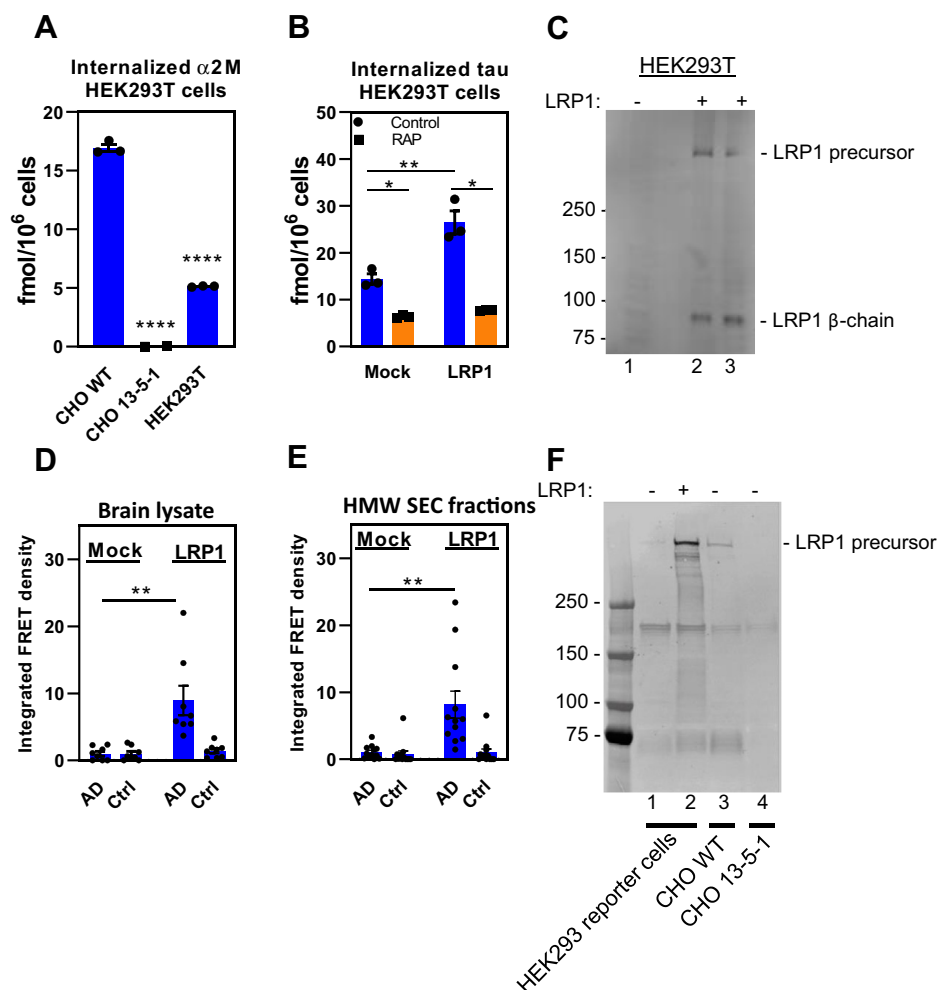 A
Internalized α2M
HEK293T cells
fmol/10⁶ cells
20
15
10
5
0
****
****
CHO WT
CHO 13-5-1
HEK293T
B
Internalized tau
HEK293T cells
fmol/10⁶ cells
50
40
30
20
10
0
Control
RAP
**
*
*
Mock
LRP1
C
HEK293T
LRP1: - + +
- LRP1 precursor
250
150
100
75
- LRP1 β-chain
1 2 3
D
Brain lysate
Integrated FRET density
30
20
10
0
Mock
LRP1
**
AD
Ctrl
AD
Ctrl
E
HMW SEC fractions
Integrated FRET density
30
20
10
0
Mock
LRP1
**
AD
Ctrl
AD
Ctrl
F
LRP1: - + - -
- LRP1 precursor
250 -
150 -
100 -
75 -
1 2 3 4
HEK293 reporter cells
CHO WT
CHO 13-5-1